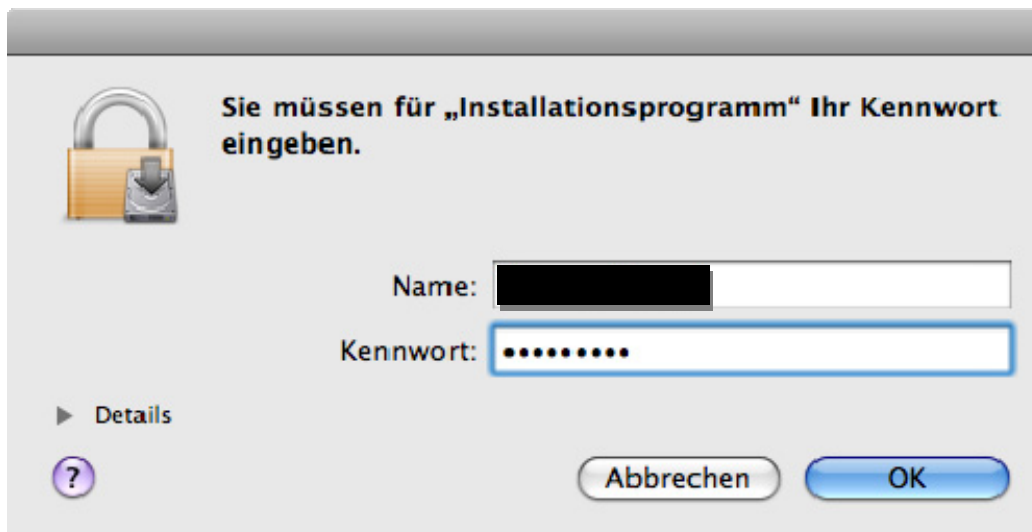 Sie müssen für „Installationsprogramm“ Ihr Kennwort
eingeben.
Name:
Kennwort: •••••••••
Details
?
Abbrechen
OK